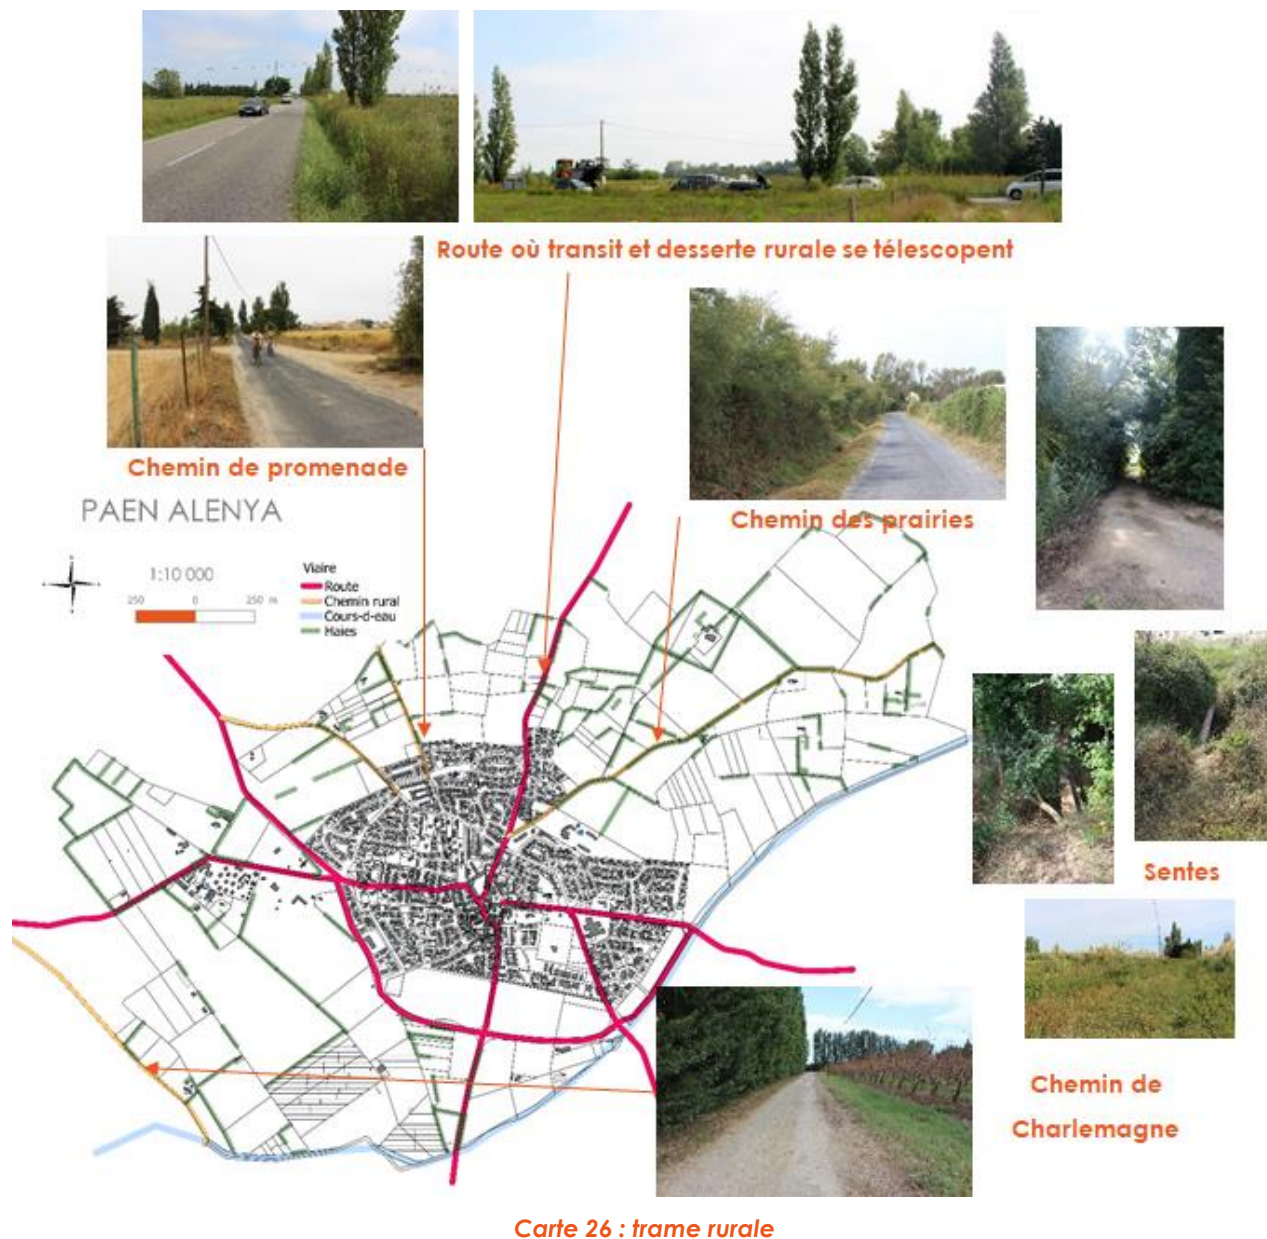 Route où transit et desserte rurale se télescopent
Chemin de promenade
Chemin des prairies
PAEN ALENYA
1:10 000
250 0 250 m
Viaire
Route
Chemin rural
Cours-d-eau
Haies
Sentes
Chemin de
Charlemagne
Carte 26 : trame rurale